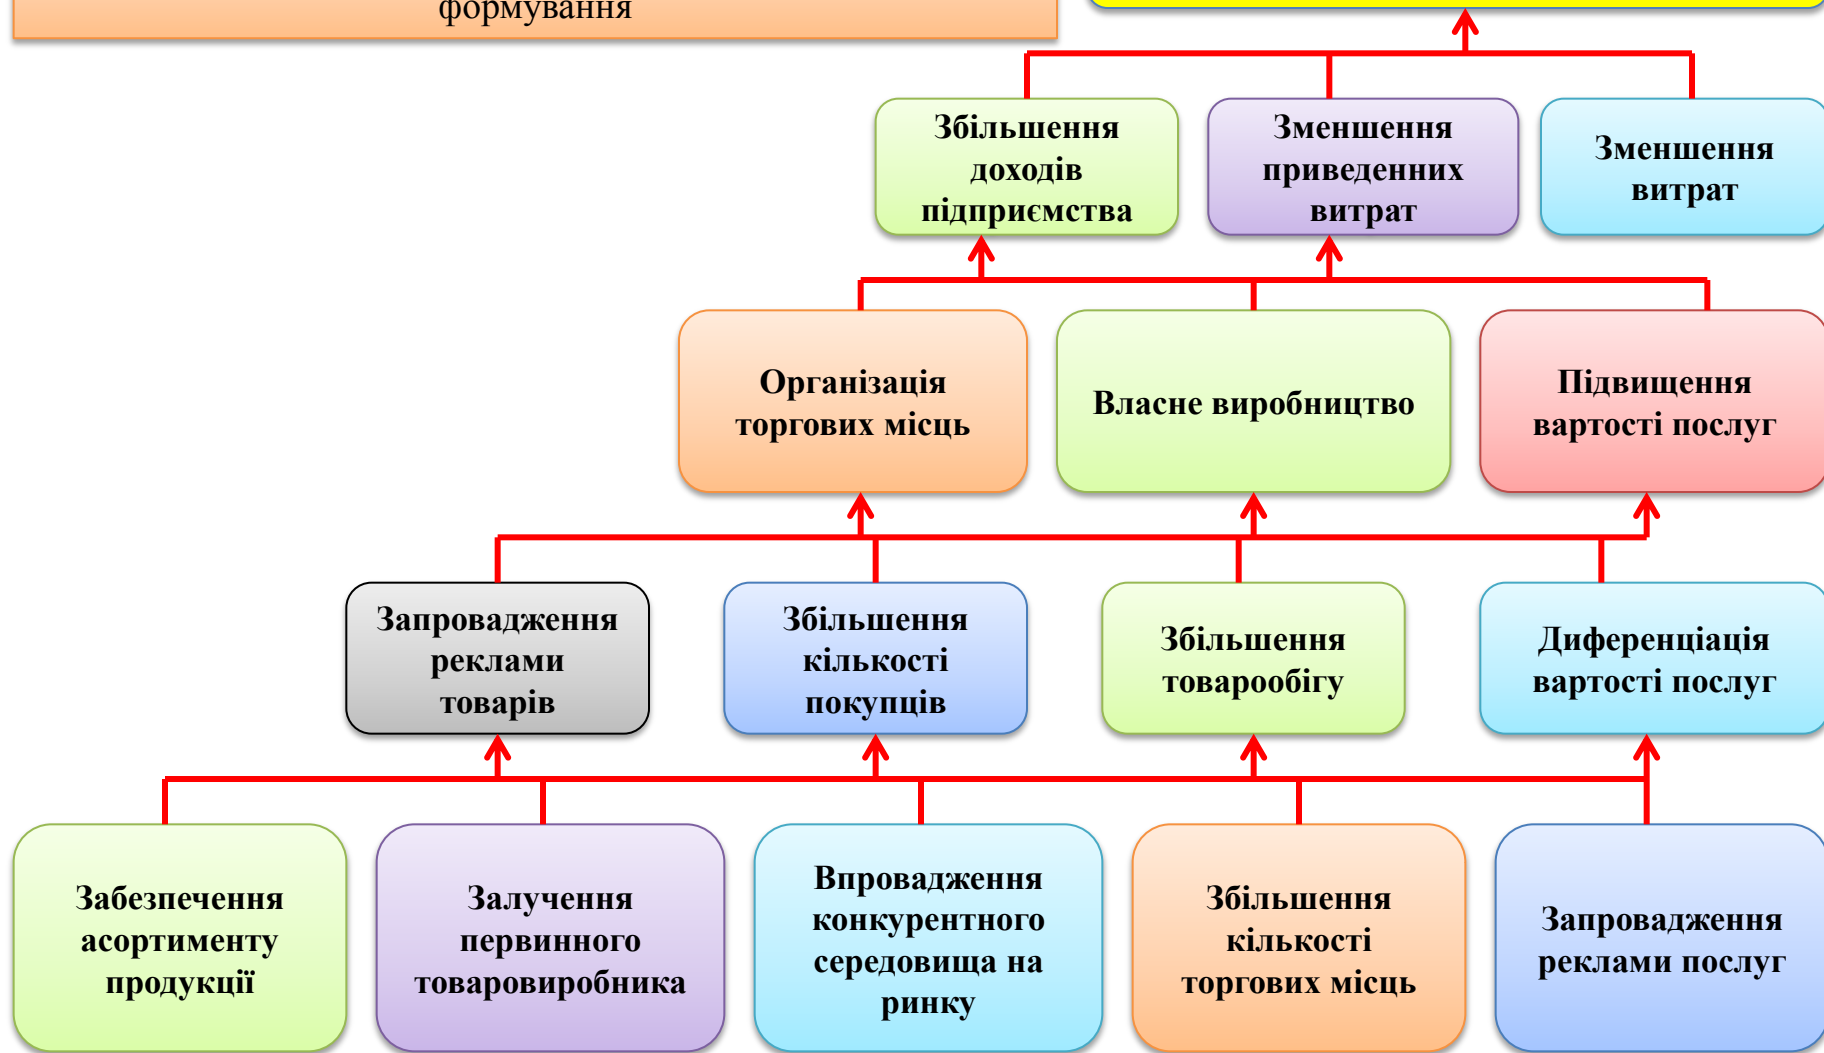 формування
Збільшення
доходів
підприємства
Зменшення
приведенних
витрат
Зменшення
витрат
Організація
торгових місць
Власне виробництво
Підвищення
вартості послуг
Запровадження
реклами
товарів
Збільшення
кількості
покупців
Збільшення
товарообігу
Диференціація
вартості послуг
Забезпечення
асортименту
продукції
Залучення
первинного
товаровиробника
Впровадження
конкурентного
середовища на
ринку
Збільшення
кількості
торгових місць
Запровадження
реклами послуг